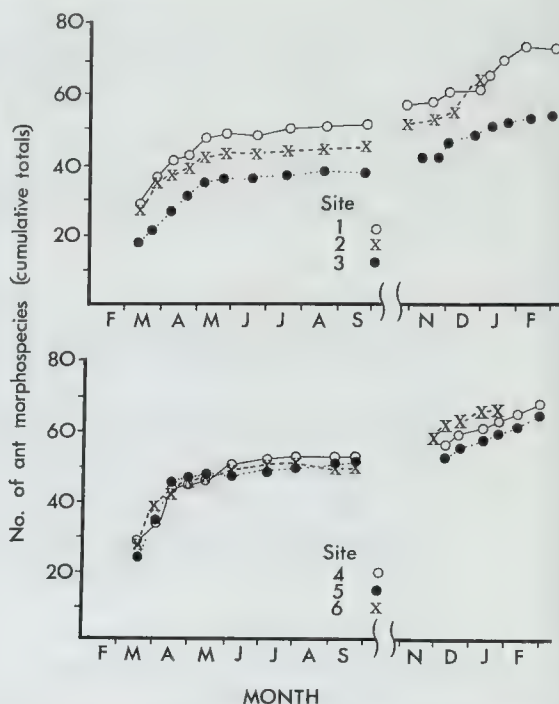 No. of ant morphospecies (cumulative totals)
80
60
40
20
Site
1
2
3
F M A M J J A S N D J F
80
60
40
20
Site
4
5
6
F M A M J J A S N D J F
MONTH